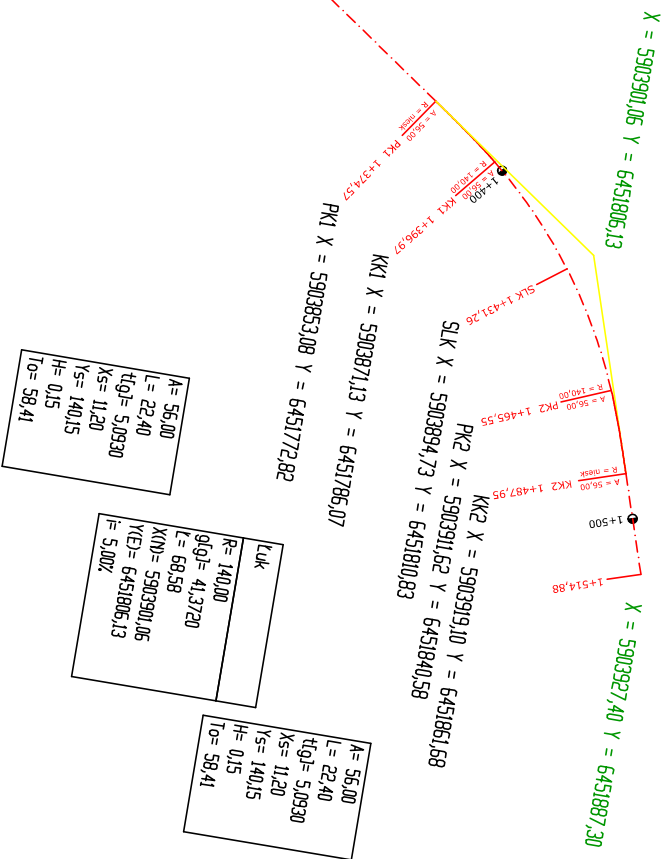 X = 5903901,06 Y = 6451806,13
A = 56,00
R = niesk
PK1 1+374,57
A = 56,00
R = 140,00
KK1 1+396,97
1+400
SLK 1+431,26
R = 140,00
A = 56,00
PK2 1+465,55
R = niesk
A = 56,00
KK2 1+487,95
1+500
1+514,88
PK1 X = 5903853,08 Y = 6451772,82
KK1 X = 5903871,13 Y = 6451786,07
SLK X = 5903894,73 Y = 6451810,83
PK2 X = 5903911,62 Y = 6451840,58
KK2 X = 5903919,10 Y = 6451861,68
X = 5903927,40 Y = 6451887,30
A= 56,00
L= 22,40
t[g]= 5,0930
Xs= 11,20
Ys= 140,15
H= 0,15
To= 58,41
Łuk
R= 140,00
g[g]= 41,3720
Ł= 68,58
X(N)= 5903901,06
Y(E)= 6451806,13
i= 5,00%
A= 56,00
L= 22,40
t[g]= 5,0930
Xs= 11,20
Ys= 140,15
H= 0,15
To= 58,41